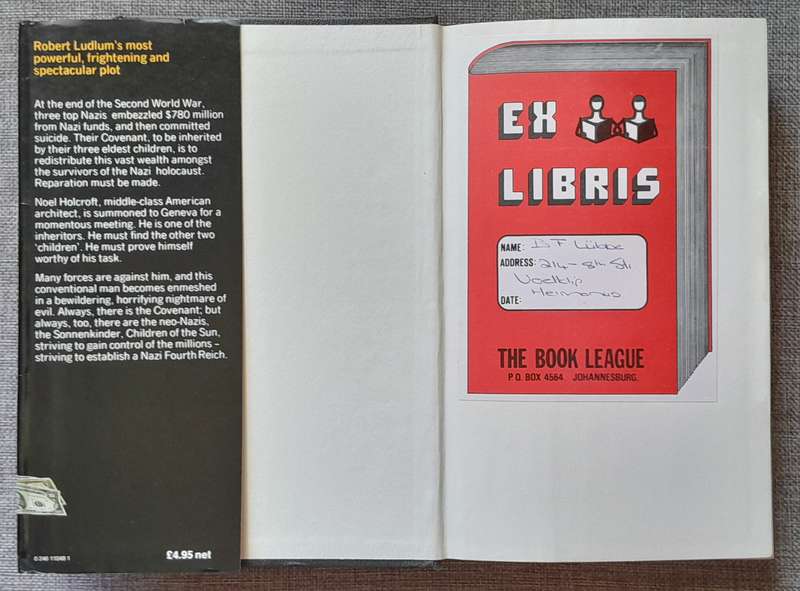 Robert Ludlum's most
powerful, frightening and
spectacular plot
At the end of the Second World War,
three top Nazis embezzled $780 million
from Nazi funds, and then committed
suicide. Their Covenant, to be inherited
by their three eldest children, is to
redistribute this vast wealth amongst
the survivors of the Nazi holocaust.
Reparation must be made.
Noel Holcroft, middle-class American
architect, is summoned to Geneva for a
momentous meeting. He is one of the
inheritors. He must find the other two
'children'. He must prove himself
worthy of his task.
Many forces are against him, and this
conventional man becomes enmeshed
in a bewildering, horrifying nightmare of
evil. Always, there is the Covenant; but
always, too, there are the neo-Nazis,
the Sonnenkinder, Children of the Sun,
striving to gain control of the millions –
striving to establish a Nazi Fourth Reich.
£4.95 net
EX
LIBRIS
NAME: B F Lübbe
ADDRESS: 214 - 8th St.
Voelklip
DATE: Hermanus
THE BOOK LEAGUE
P.O. BOX 4564 JOHANNESBURG.